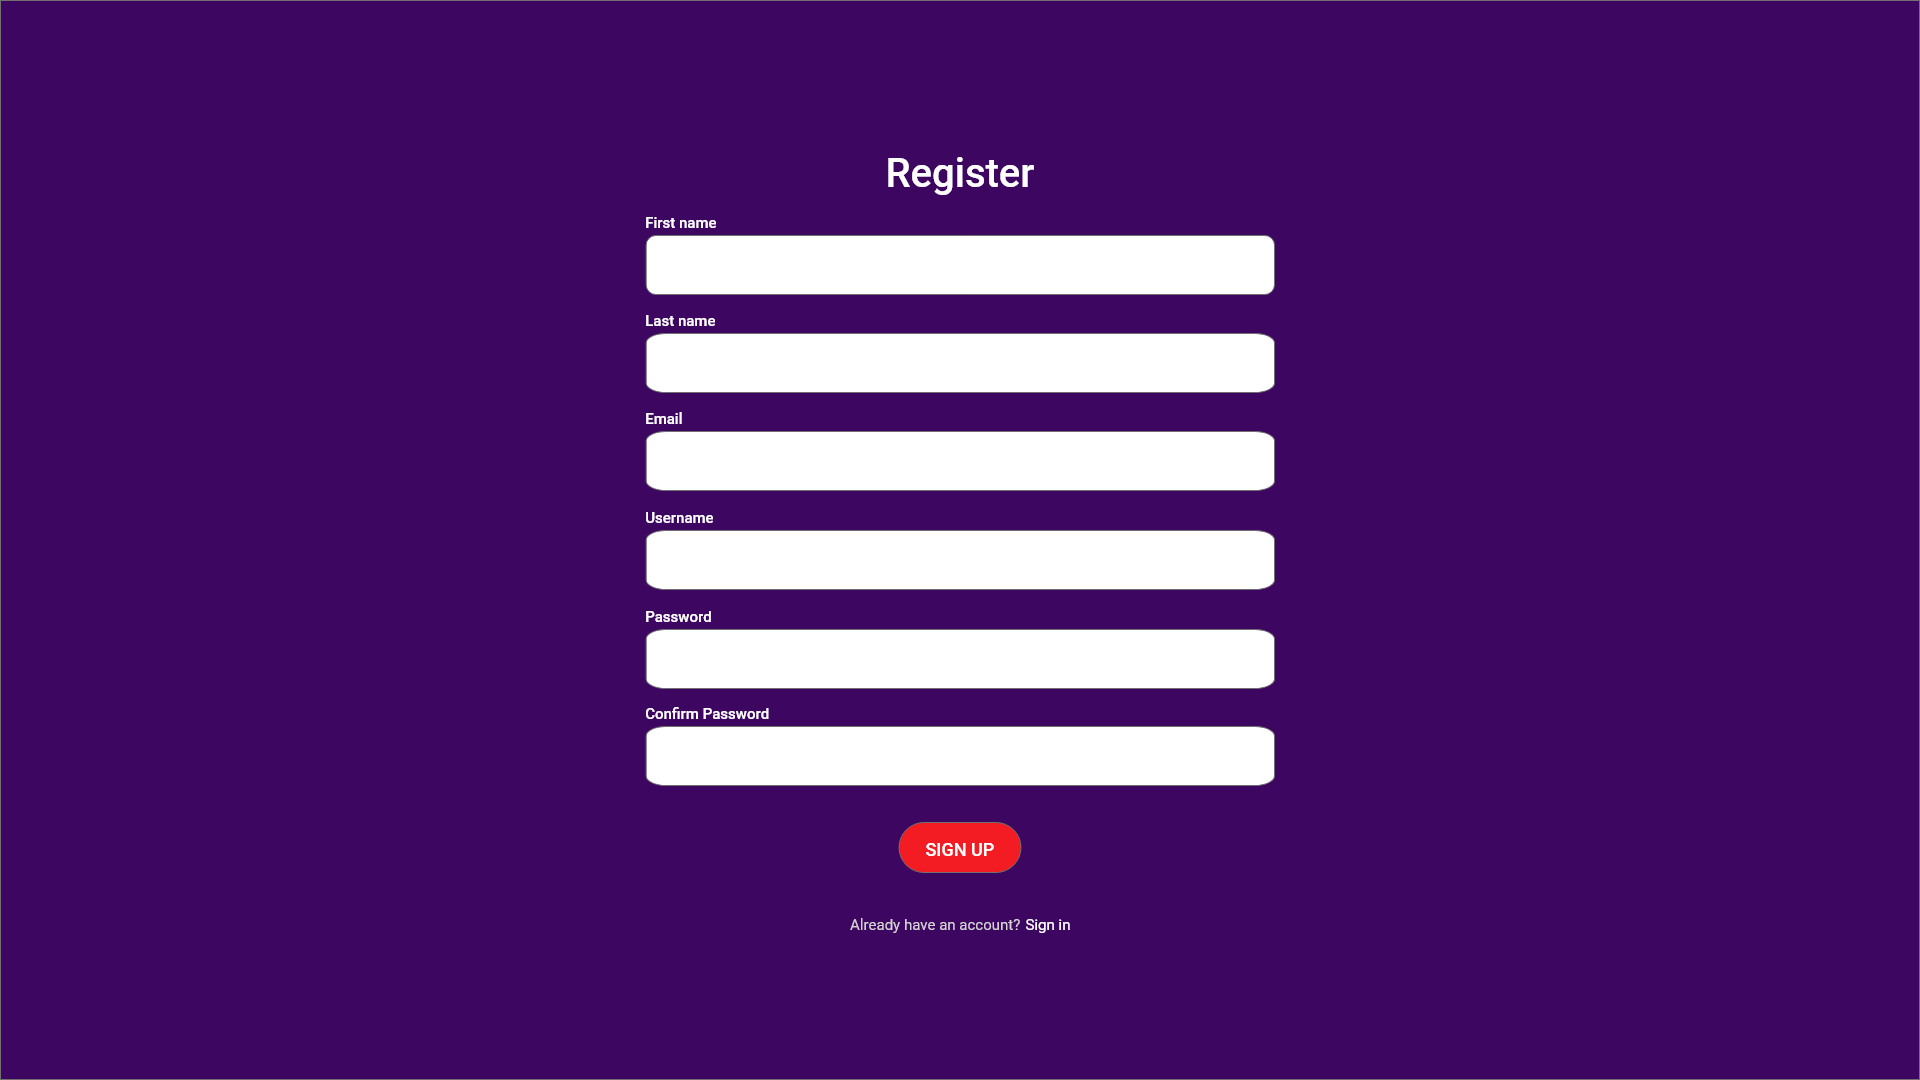 Register
First name
Last name
Email
Username
Password
Confirm Password
SIGN UP
Already have an account? Sign in